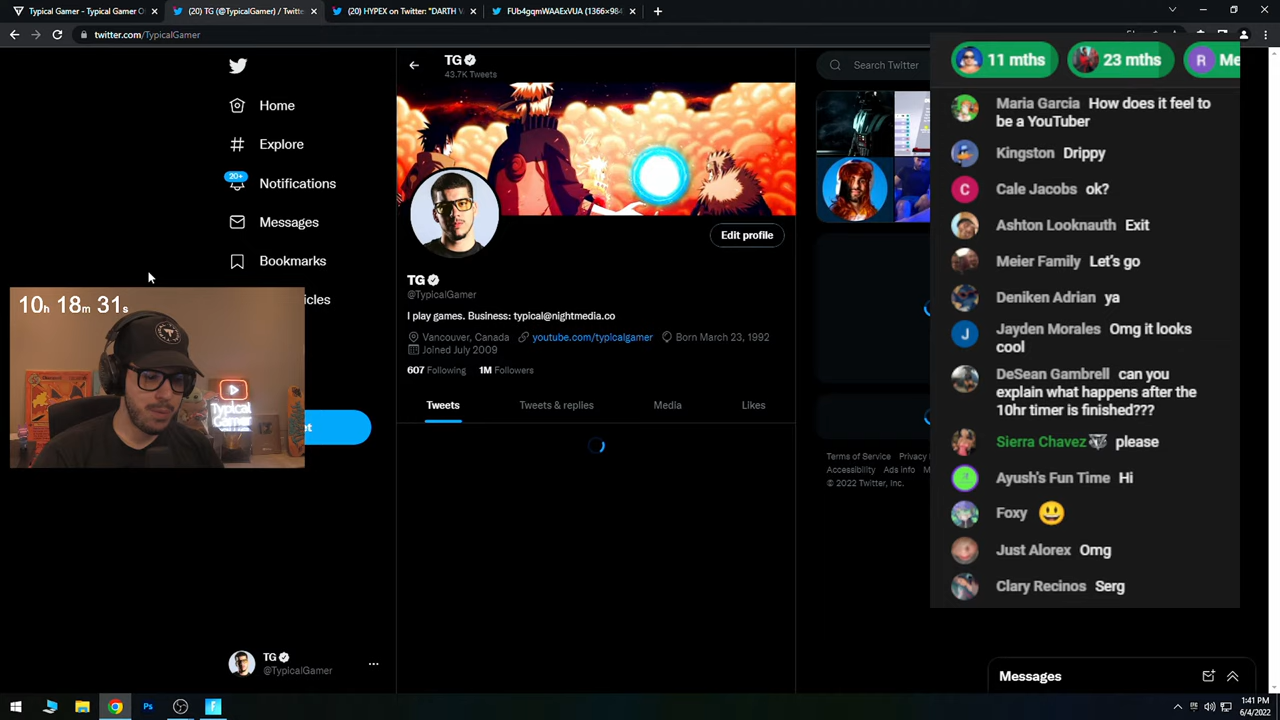 Typical Gamer - Typical Gamer O
(20) TG (@TypicalGamer) / Twitte
(20) HYPEX on Twitter: "DARTH V
FUb4gqmWAAExVUA (1366×984
twitter.com/TypicalGamer
Home
Explore
20+
Notifications
Messages
Bookmarks
TG
43.7K Tweets
Edit profile
TG
@TypicalGamer
I play games. Business: typical@nightmedia.co
Vancouver, Canada youtube.com/typicalgamer Born March 23, 1992
Joined July 2009
607 Following 1M Followers
Tweets Tweets & replies Media Likes
Search Twitter
Terms of Service Privacy
Accessibility Ads info
© 2022 Twitter, Inc.
10h 18m 31s
Typical
Gamer
11 mths
23 mths
R Me
Maria Garcia How does it feel to
be a YouTuber
Kingston Drippy
C Cale Jacobs ok?
Ashton Looknauth Exit
Meier Family Let's go
Deniken Adrian ya
J Jayden Morales Omg it looks
cool
DeSean Gambrell can you
explain what happens after the
10hr timer is finished???
Sierra Chavez please
Ayush's Fun Time Hi
Foxy 😃
Just Alorex Omg
Clary Recinos Serg
TG
@TypicalGamer
Messages
1:41 PM
6/4/2022